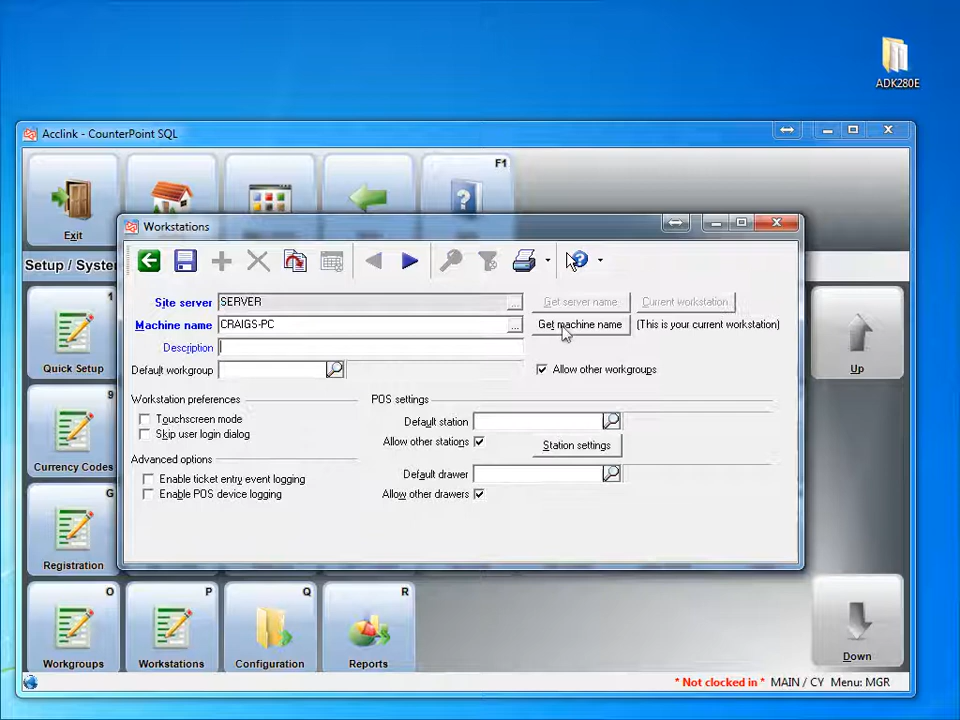 ADK280E
Acclink - CounterPoint SQL
F1
Exit
Workstations
Setup / Syste
Site server SERVER ... Get server name Current workstation
Machine name CRAIGS-PC ... Get machine name (This is your current workstation)
Description
Default workgroup Allow other workgroups
Workstation preferences POS settings
Touchscreen mode Default station
Skip user login dialog Allow other stations Station settings
Advanced options
Enable ticket entry event logging Default drawer
Enable POS device logging Allow other drawers
1
Quick Setup
Up
9
Currency Codes
G
Registration
O P Q R
Workgroups Workstations Configuration Reports Down
* Not clocked in * MAIN / CY Menu: MGR